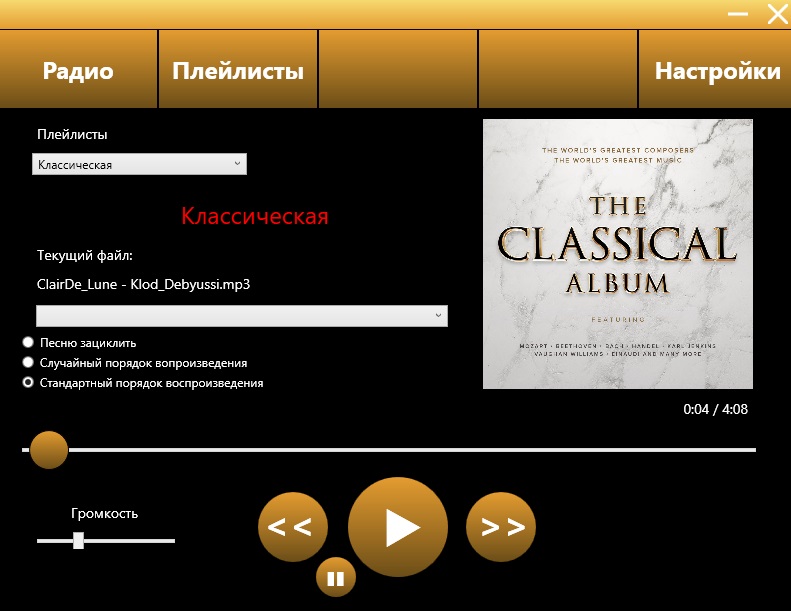 Радио
Плейлисты
Настройки
Плейлисты
Классическая
Классическая
Текущий файл:
ClairDe_Lune - Klod_Debyussi.mp3
Песню зациклить
Случайный порядок вопроизведения
Стандартный порядок воспроизведения
THE WORLD'S GREATEST COMPOSERS
THE WORLD'S GREATEST MUSIC
THE
CLASSICAL
ALBUM
FEATURING
MOZART · BEETHOVEN · BACH · HANDEL · KARL JENKINS
VAUGHAN WILLIAMS · EINAUDI AND MANY MORE
0:04 / 4:08
Громкость
<<
>>